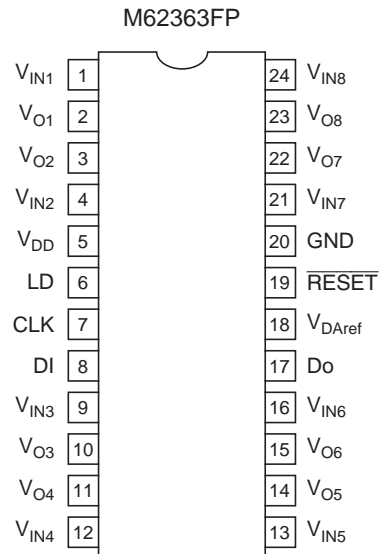 M62363FP
VIN1 1 24 VIN8
VO1 2 23 VO8
VO2 3 22 VO7
VIN2 4 21 VIN7
VDD 5 20 GND
LD 6 19 RESET
CLK 7 18 VDAref
DI 8 17 Do
VIN3 9 16 VIN6
VO3 10 15 VO6
VO4 11 14 VO5
VIN4 12 13 VIN5